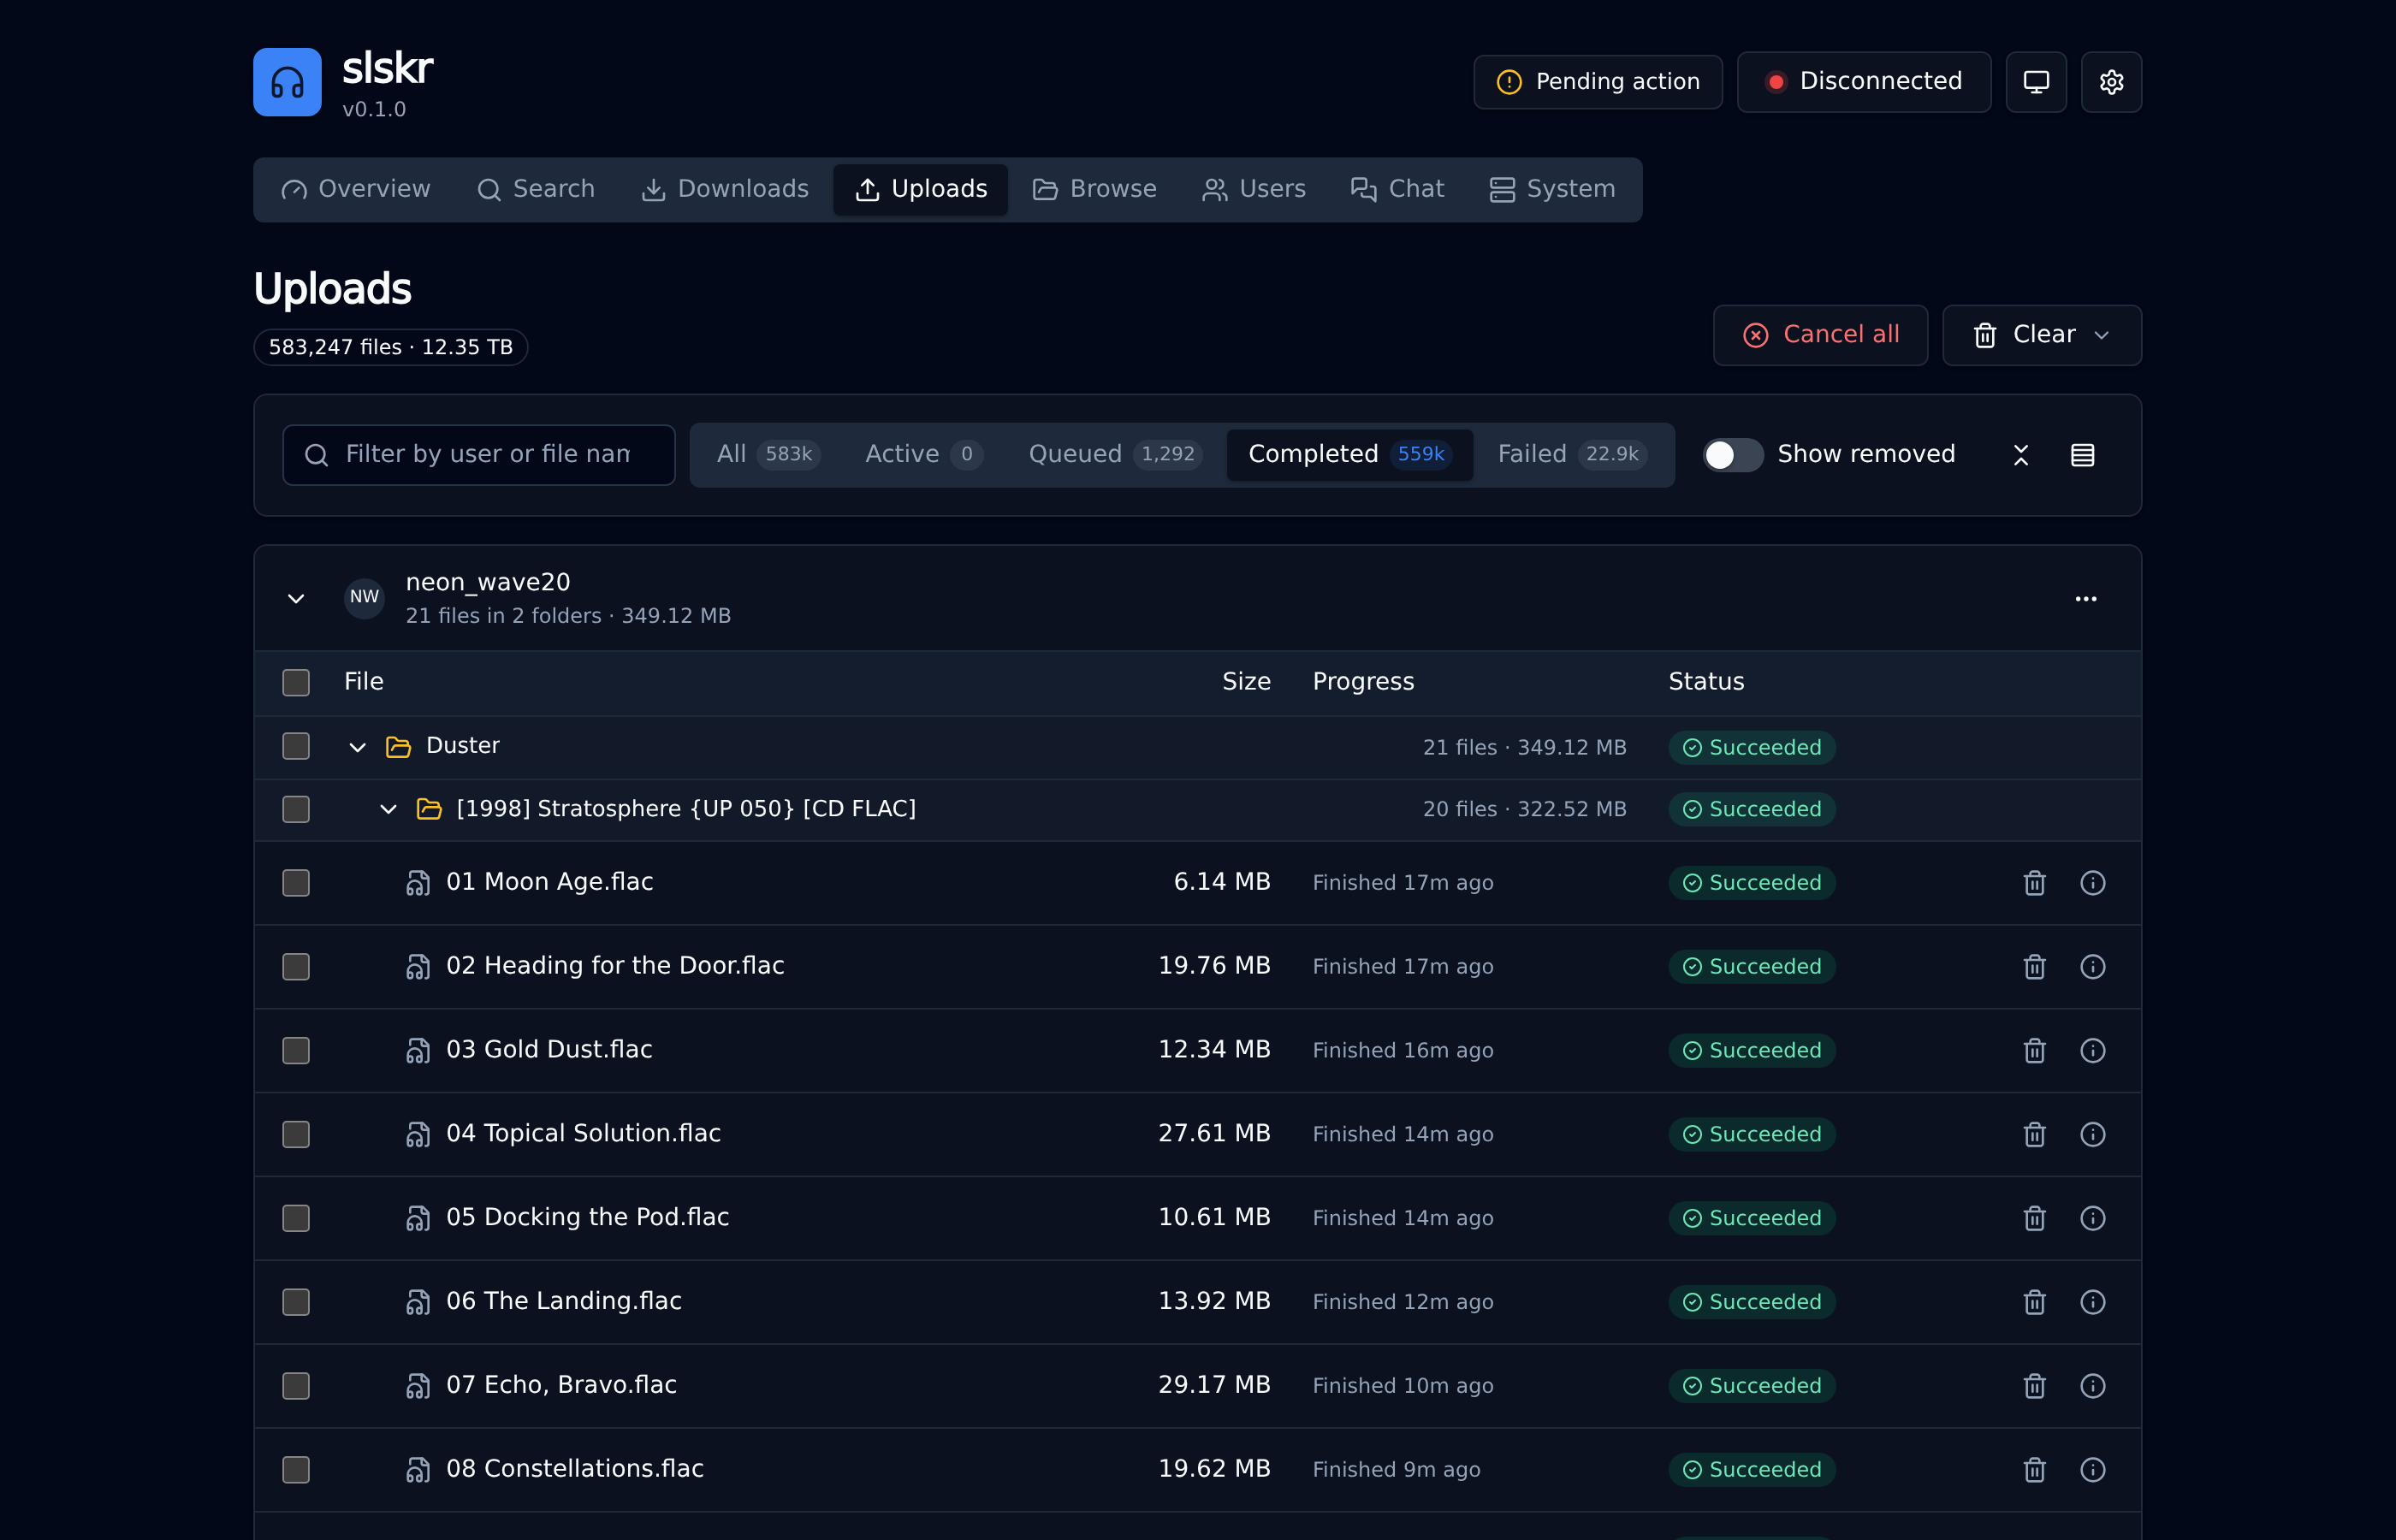 slskr
v0.1.0
Pending action
Disconnected
Overview Search Downloads Uploads Browse Users Chat System
Uploads
583,247 files · 12.35 TB
Cancel all Clear
Filter by user or file nam
All 583k Active 0 Queued 1,292 Completed 559k Failed 22.9k Show removed
NW
neon_wave20
21 files in 2 folders · 349.12 MB
File Size Progress Status
Duster 21 files · 349.12 MB Succeeded
[1998] Stratosphere {UP 050} [CD FLAC] 20 files · 322.52 MB Succeeded
01 Moon Age.flac 6.14 MB Finished 17m ago Succeeded
02 Heading for the Door.flac 19.76 MB Finished 17m ago Succeeded
03 Gold Dust.flac 12.34 MB Finished 16m ago Succeeded
04 Topical Solution.flac 27.61 MB Finished 14m ago Succeeded
05 Docking the Pod.flac 10.61 MB Finished 14m ago Succeeded
06 The Landing.flac 13.92 MB Finished 12m ago Succeeded
07 Echo, Bravo.flac 29.17 MB Finished 10m ago Succeeded
08 Constellations.flac 19.62 MB Finished 9m ago Succeeded